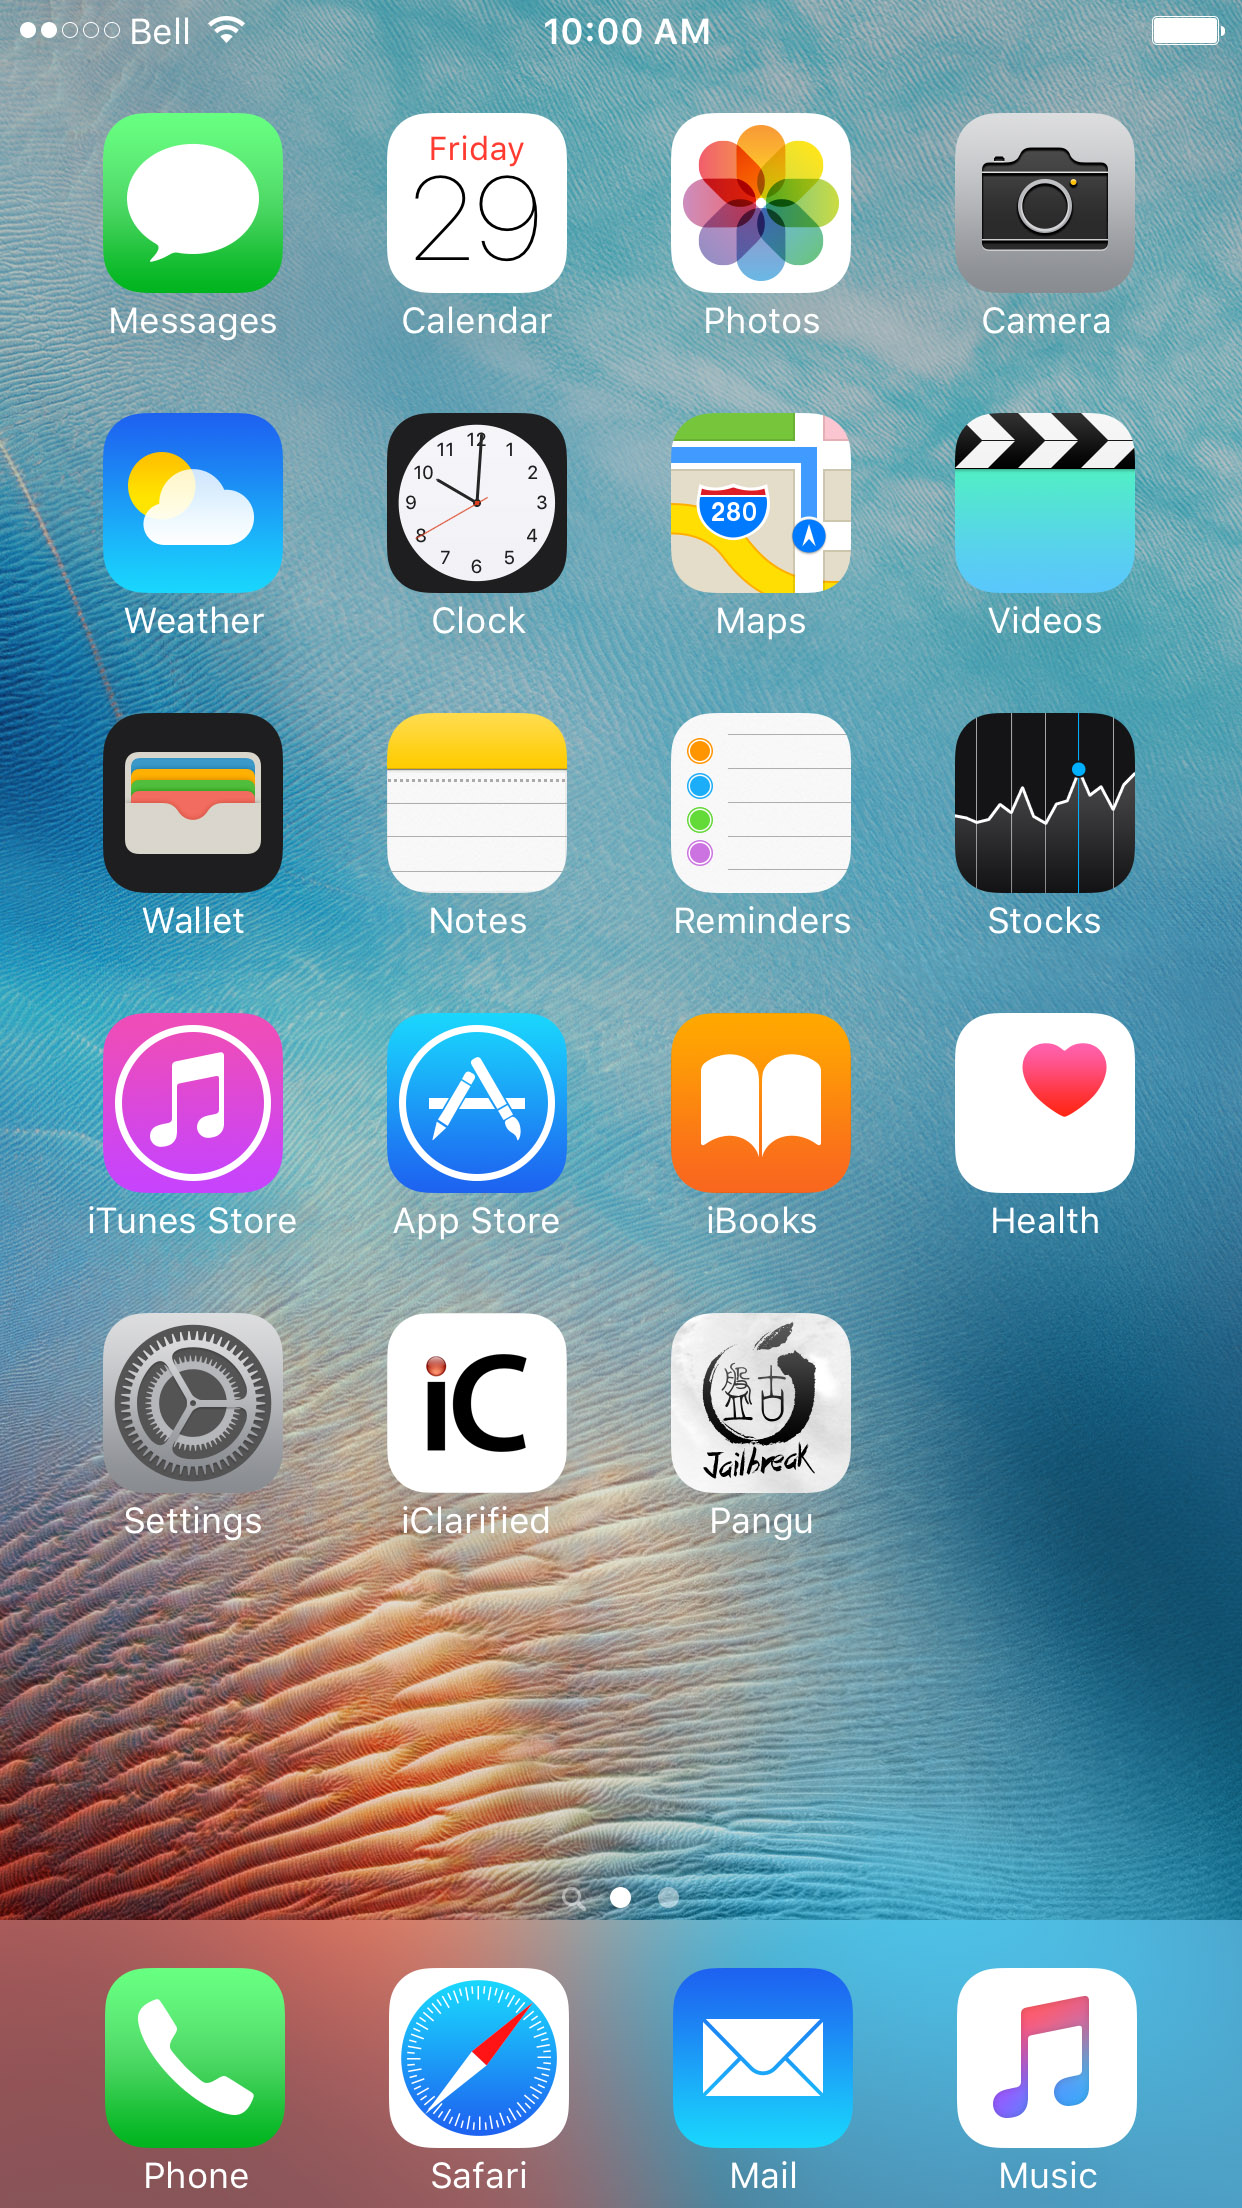 Bell 10:00 AM
Friday
29
Messages Calendar Photos Camera
12
11 1
10 2
9 3
8 4
7 5
6
280
Weather Clock Maps Videos
Wallet Notes Reminders Stocks
iTunes Store App Store iBooks Health
iC
盤古
Jailbreak
Settings iClarified Pangu
Phone Safari Mail Music